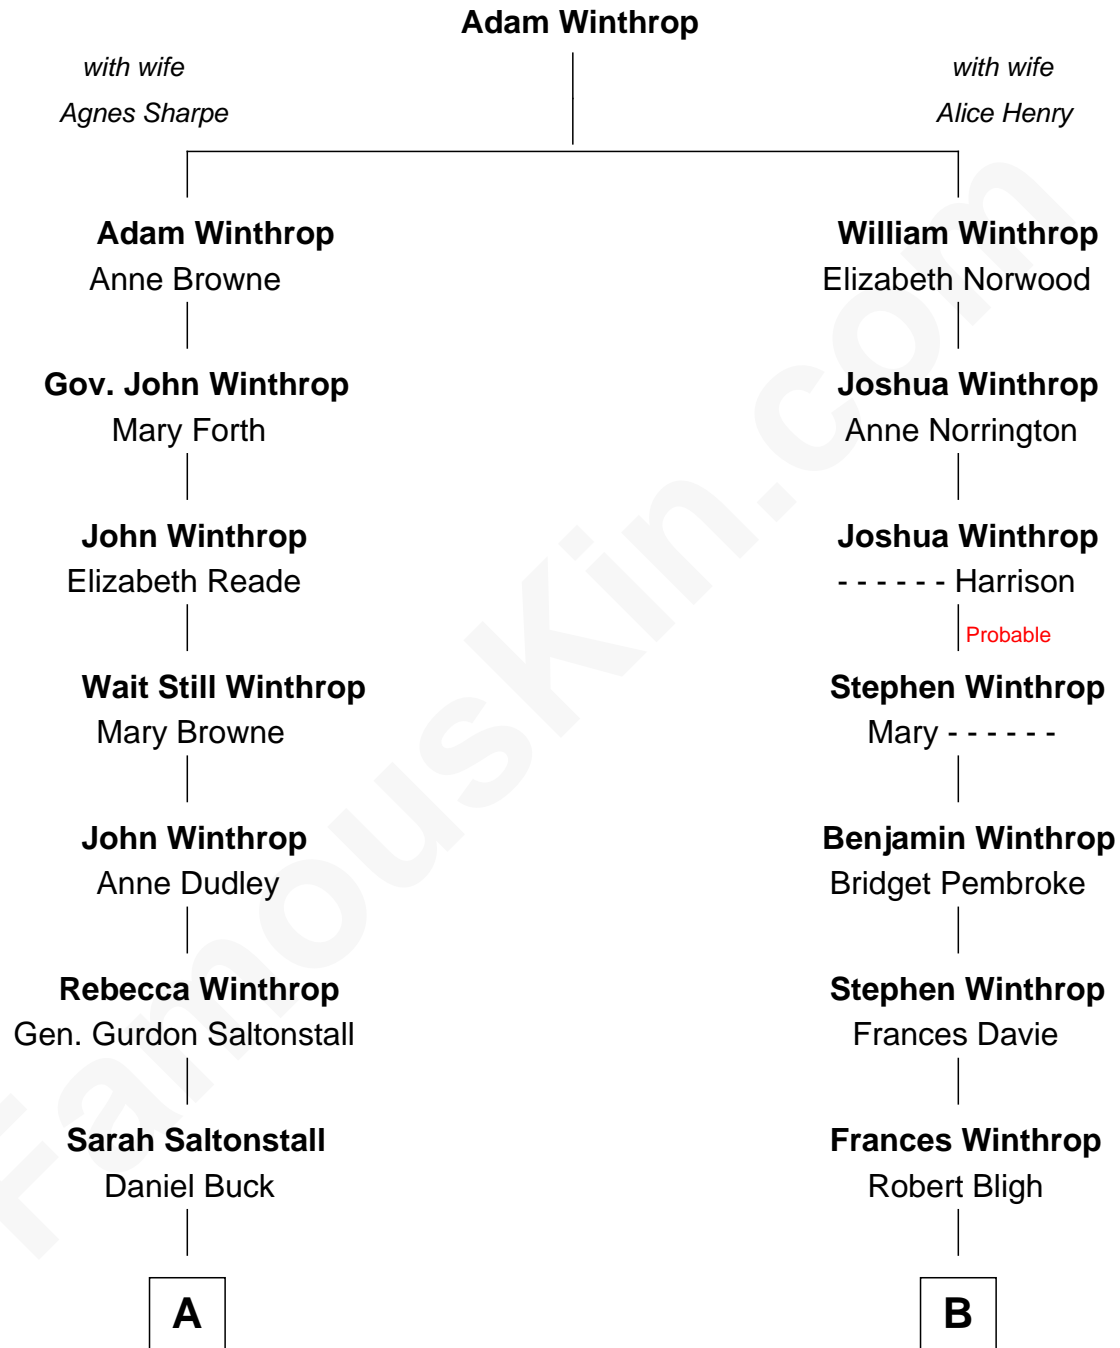 Adam Winthrop
with wife
Agnes Sharpe
with wife
Alice Henry
Adam Winthrop
Anne Browne
William Winthrop
Elizabeth Norwood
Gov. John Winthrop
Mary Forth
Joshua Winthrop
Anne Norrington
John Winthrop
Elizabeth Reade
Joshua Winthrop
- - - - - - Harrison
Probable
Wait Still Winthrop
Mary Browne
Stephen Winthrop
Mary - - - - - -
John Winthrop
Anne Dudley
Benjamin Winthrop
Bridget Pembroke
Rebecca Winthrop
Gen. Gurdon Saltonstall
Stephen Winthrop
Frances Davie
Sarah Saltonstall
Daniel Buck
Frances Winthrop
Robert Bligh
A
B
FamousKin.com